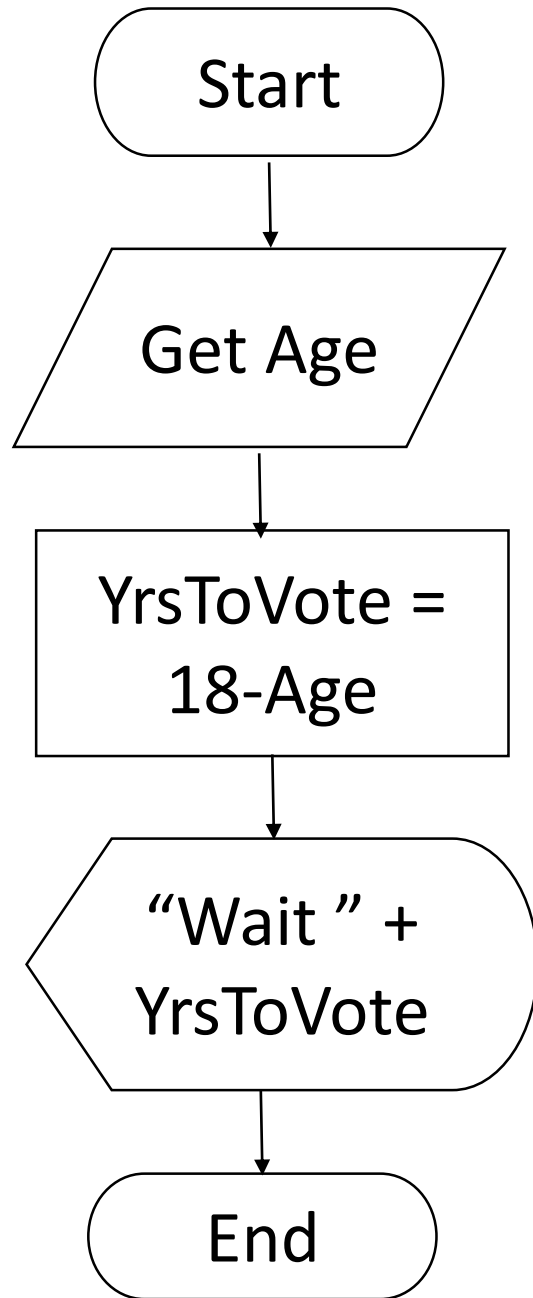 Start
Get Age
YrsToVote =
18-Age
“Wait ” +
YrsToVote
End